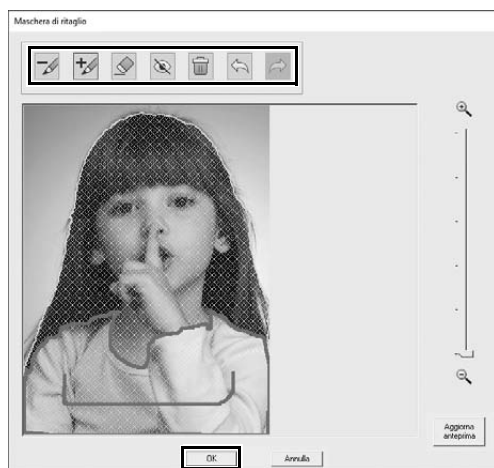 Maschera di ritaglio
Aggiorna
anteprima
OK
Annulla